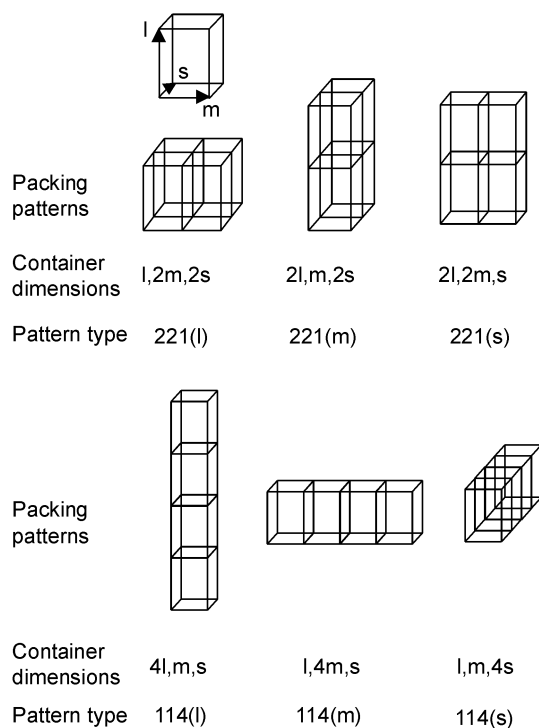 l
s
m
Packing
patterns
Container
dimensions
l,2m,2s 2l,m,2s 2l,2m,s
Pattern type 221(l) 221(m) 221(s)
Packing
patterns
Container
dimensions
4l,m,s l,4m,s l,m,4s
Pattern type 114(l) 114(m) 114(s)